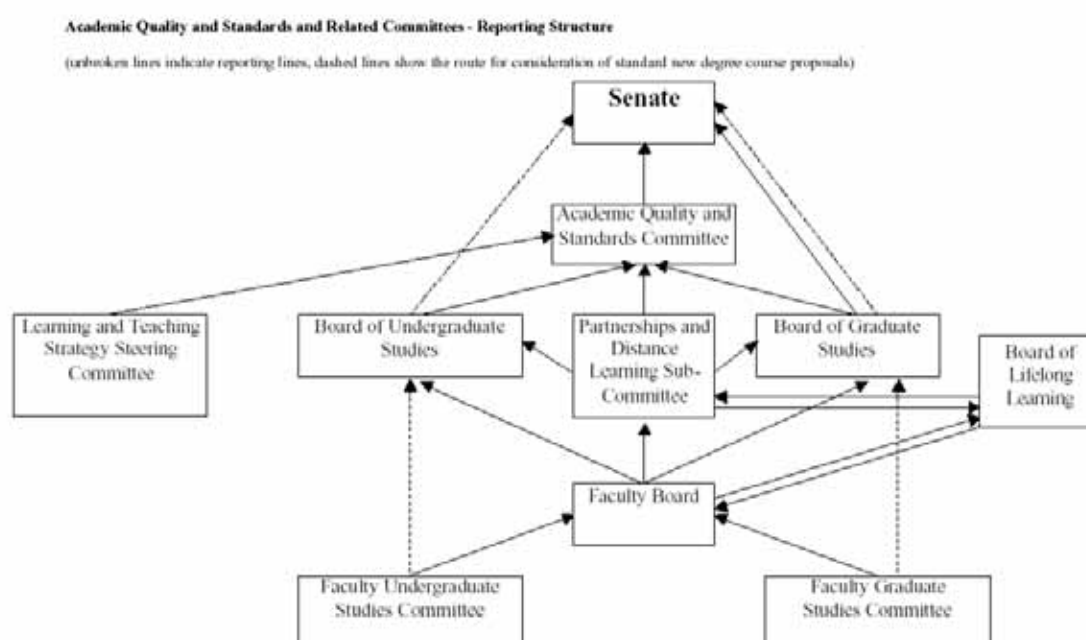 Academic Quality and Standards and Related Committees - Reporting Structure
(unbroken lines indicate reporting lines, dashed lines show the route for consideration of standard new degree course proposals)
Senate
Academic Quality and
Standards Committee
Learning and Teaching
Strategy Steering
Committee
Board of Undergraduate
Studies
Partnerships and
Distance
Learning Sub-
Committee
Board of Graduate
Studies
Board of
Lifelong
Learning
Faculty Board
Faculty Undergraduate
Studies Committee
Faculty Graduate
Studies Committee